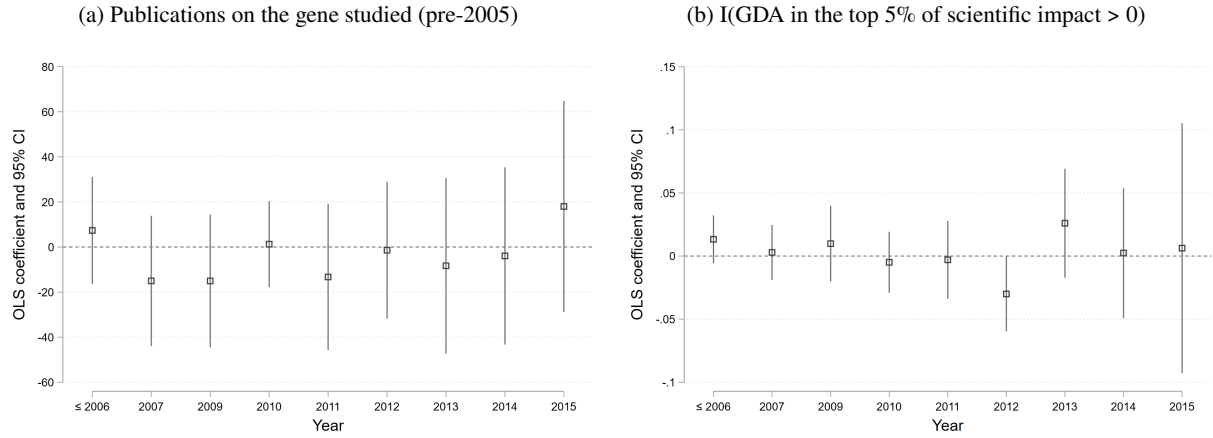 (a) Publications on the gene studied (pre-2005)
80
60
40
20
0
-20
-40
-60
OLS coefficient and 95% CI
≤ 2006 2007 2009 2010 2011 2012 2013 2014 2015
Year
(b) I(GDA in the top 5% of scientific impact > 0)
.15
.1
.05
0
-.05
-.1
OLS coefficient and 95% CI
≤ 2006 2007 2009 2010 2011 2012 2013 2014 2015
Year